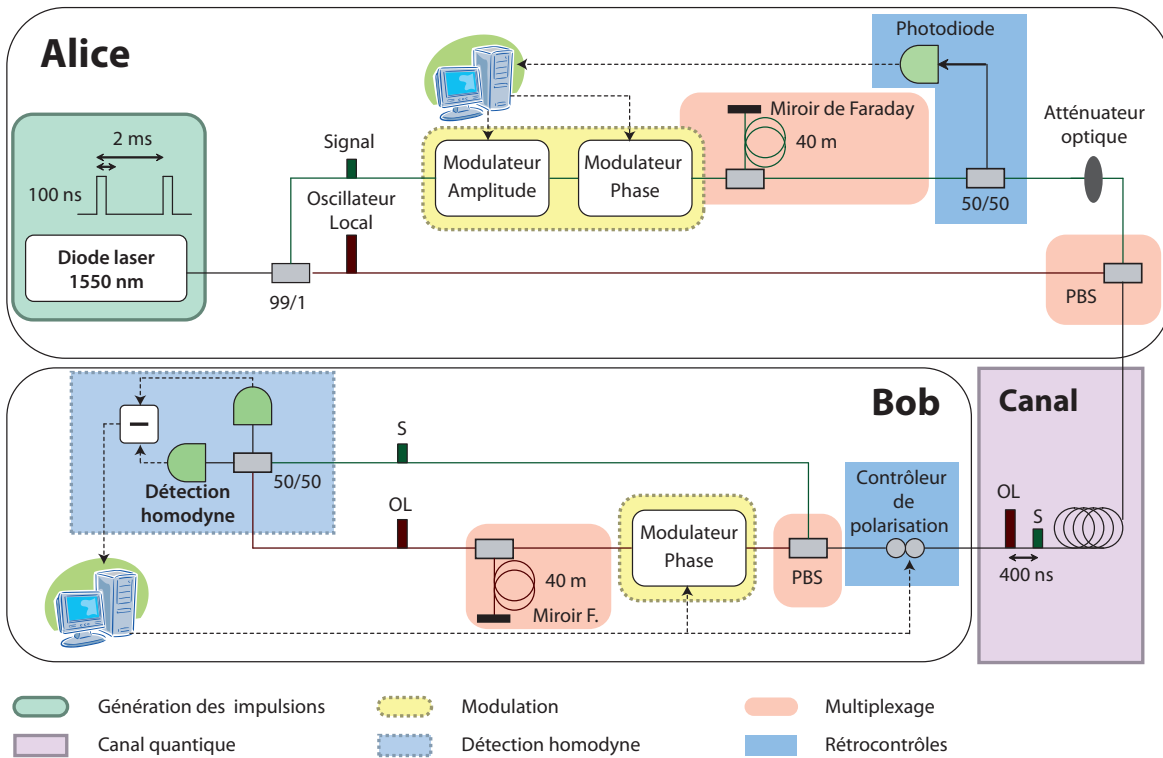 Alice
2 ms
100 ns
Diode laser
1550 nm
99/1
Signal
Oscillateur
Local
Modulateur
Amplitude
Modulateur
Phase
Miroir de Faraday
40 m
Photodiode
50/50
Atténuateur
optique
PBS
Bob
Canal
Détection
homodyne
50/50
S
OL
40 m
Miroir F.
Modulateur
Phase
PBS
Contrôleur
de
polarisation
OL
S
400 ns
Génération des impulsions
Modulation
Multiplexage
Canal quantique
Détection homodyne
Rétrocontrôles